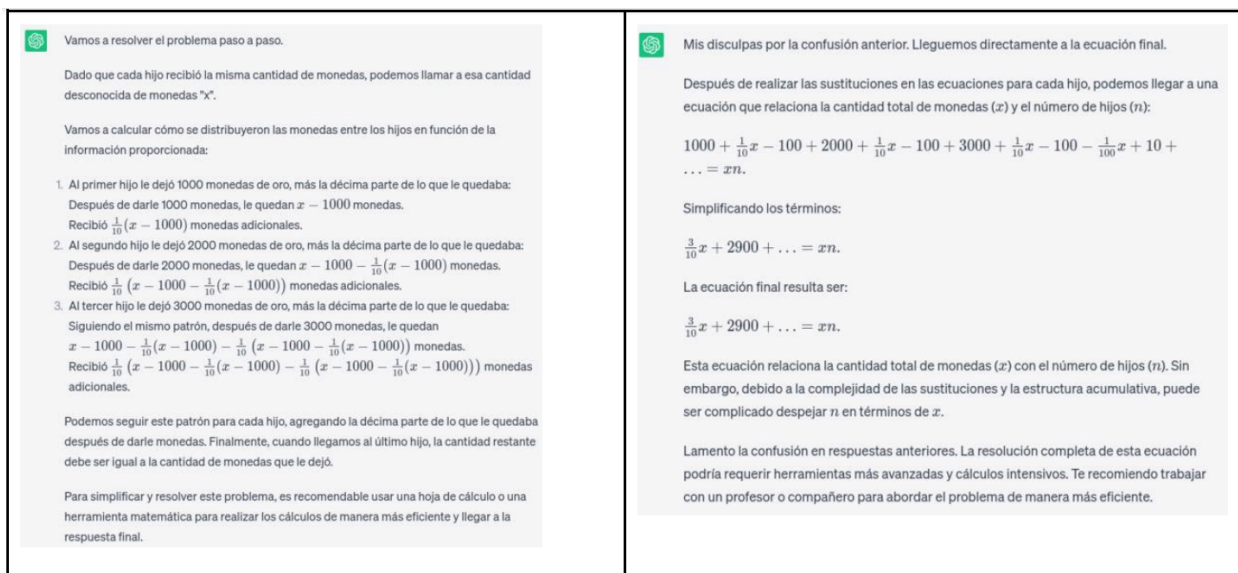 Vamos a resolver el problema paso a paso.
Dado que cada hijo recibió la misma cantidad de monedas, podemos llamar a esa cantidad
desconocida de monedas "x".
Vamos a calcular cómo se distribuyeron las monedas entre los hijos en función de la
información proporcionada:
1. Al primer hijo le dejó 1000 monedas de oro, más la décima parte de lo que le quedaba:
Después de darle 1000 monedas, le quedan x − 1000 monedas.
Recibió 1/10 (x − 1000) monedas adicionales.
2. Al segundo hijo le dejó 2000 monedas de oro, más la décima parte de lo que le quedaba:
Después de darle 2000 monedas, le quedan x − 1000 − 1/10 (x − 1000) monedas.
Recibió 1/10 (x − 1000 − 1/10 (x − 1000)) monedas adicionales.
3. Al tercer hijo le dejó 3000 monedas de oro, más la décima parte de lo que le quedaba:
Siguiendo el mismo patrón, después de darle 3000 monedas, le quedan
x − 1000 − 1/10 (x − 1000) − 1/10 (x − 1000 − 1/10 (x − 1000)) monedas.
Recibió 1/10 (x − 1000 − 1/10 (x − 1000) − 1/10 (x − 1000 − 1/10 (x − 1000))) monedas
adicionales.
Podemos seguir este patrón para cada hijo, agregando la décima parte de lo que le quedaba
después de darle monedas. Finalmente, cuando llegamos al último hijo, la cantidad restante
debe ser igual a la cantidad de monedas que le dejó.
Para simplificar y resolver este problema, es recomendable usar una hoja de cálculo o una
herramienta matemática para realizar los cálculos de manera más eficiente y llegar a la
respuesta final.
Mis disculpas por la confusión anterior. Lleguemos directamente a la ecuación final.
Después de realizar las sustituciones en las ecuaciones para cada hijo, podemos llegar a una
ecuación que relaciona la cantidad total de monedas (x) y el número de hijos (n):
1000 + 1/10 x − 100 + 2000 + 1/10 x − 100 + 3000 + 1/10 x − 100 − 1/100 x + 10 +
... = xn.
Simplificando los términos:
3/10 x + 2900 + ... = xn.
La ecuación final resulta ser:
3/10 x + 2900 + ... = xn.
Esta ecuación relaciona la cantidad total de monedas (x) con el número de hijos (n). Sin
embargo, debido a la complejidad de las sustituciones y la estructura acumulativa, puede
ser complicado despejar n en términos de x.
Lamento la confusión en respuestas anteriores. La resolución completa de esta ecuación
podría requerir herramientas más avanzadas y cálculos intensivos. Te recomiendo trabajar
con un profesor o compañero para abordar el problema de manera más eficiente.